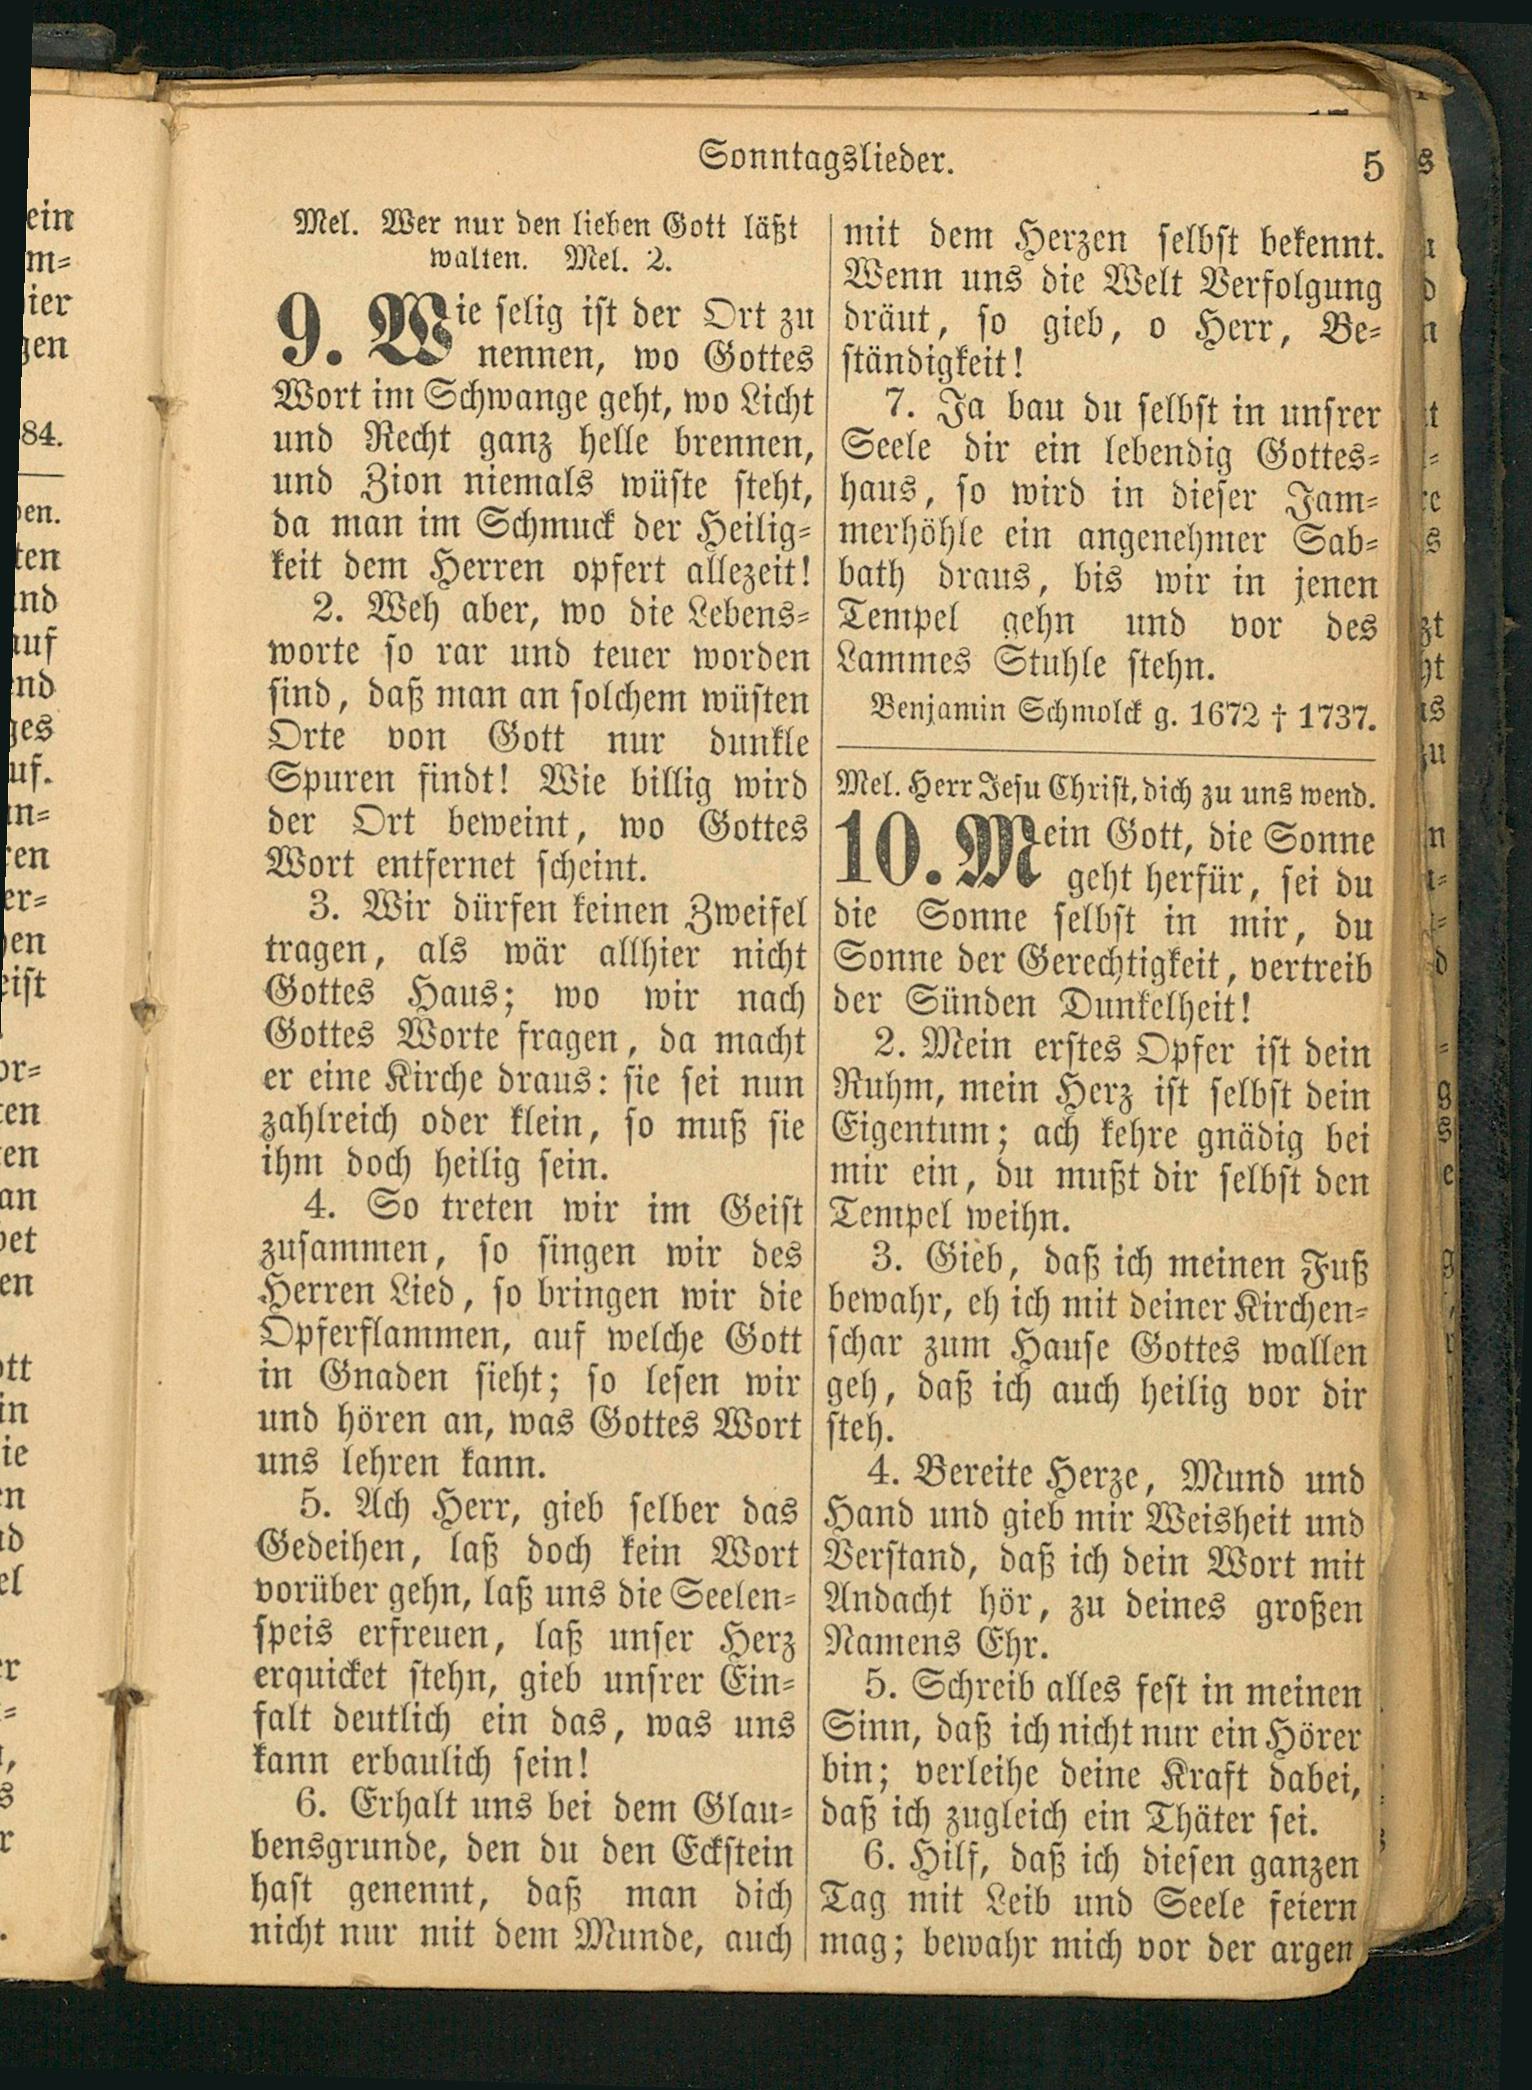 Sonntagslieder.
5
Mel. Wer nur den lieben Gott läßt
walten. Mel. 2.
9. Wie selig ist der Ort zu
nennen, wo Gottes
Wort im Schwange geht, wo Licht
und Recht ganz helle brennen,
und Zion niemals wüste steht,
da man im Schmuck der Heilig-
keit dem Herren opfert allezeit!
2. Weh aber, wo die Lebens-
worte so rar und teuer worden
sind, daß man an solchem wüsten
Orte von Gott nur dunkle
Spuren findt! Wie billig wird
der Ort beweint, wo Gottes
Wort entfernet scheint.
3. Wir dürfen keinen Zweifel
tragen, als wär allhier nicht
Gottes Haus; wo wir nach
Gottes Worte fragen, da macht
er eine Kirche draus: sie sei nun
zahlreich oder klein, so muß sie
ihm doch heilig sein.
4. So treten wir im Geist
zusammen, so singen wir des
Herren Lied, so bringen wir die
Opferflammen, auf welche Gott
in Gnaden sieht; so lesen wir
und hören an, was Gottes Wort
uns lehren kann.
5. Ach Herr, gieb selber das
Gedeihen, laß doch kein Wort
vorüber gehn, laß uns die Seelen-
speis erfreuen, laß unser Herz
erquicket stehn, gieb unsrer Ein-
falt deutlich ein das, was uns
kann erbaulich sein!
6. Erhalt uns bei dem Glau-
bensgrunde, den du den Eckstein
hast genennt, daß man dich
nicht nur mit dem Munde, auch
mit dem Herzen selbst bekennt.
Wenn uns die Welt Verfolgung
dräut, so gieb, o Herr, Be-
ständigkeit!
7. Ja bau du selbst in unsrer
Seele dir ein lebendig Gottes-
haus, so wird in dieser Jam-
merhöhle ein angenehmer Sab-
bath draus, bis wir in jenen
Tempel gehn und vor des
Lammes Stuhle stehn.
Benjamin Schmolck g. 1672 † 1737.
Mel. Herr Jesu Christ, dich zu uns wend.
10. Mein Gott, die Sonne
geht herfür, sei du
die Sonne selbst in mir, du
Sonne der Gerechtigkeit, vertreib
der Sünden Dunkelheit!
2. Mein erstes Opfer ist dein
Ruhm, mein Herz ist selbst dein
Eigentum; ach kehre gnädig bei
mir ein, du mußt dir selbst den
Tempel weihn.
3. Gieb, daß ich meinen Fuß
bewahr, eh ich mit deiner Kirchen-
schar zum Hause Gottes wallen
geh, daß ich auch heilig vor dir
steh.
4. Bereite Herze, Mund und
Hand und gieb mir Weisheit und
Verstand, daß ich dein Wort mit
Andacht hör, zu deines großen
Namens Ehr.
5. Schreib alles fest in meinen
Sinn, daß ich nicht nur ein Hörer
bin; verleihe deine Kraft dabei,
daß ich zugleich ein Thäter sei.
6. Hilf, daß ich diesen ganzen
Tag mit Leib und Seele feiern
mag; bewahr mich vor der argen